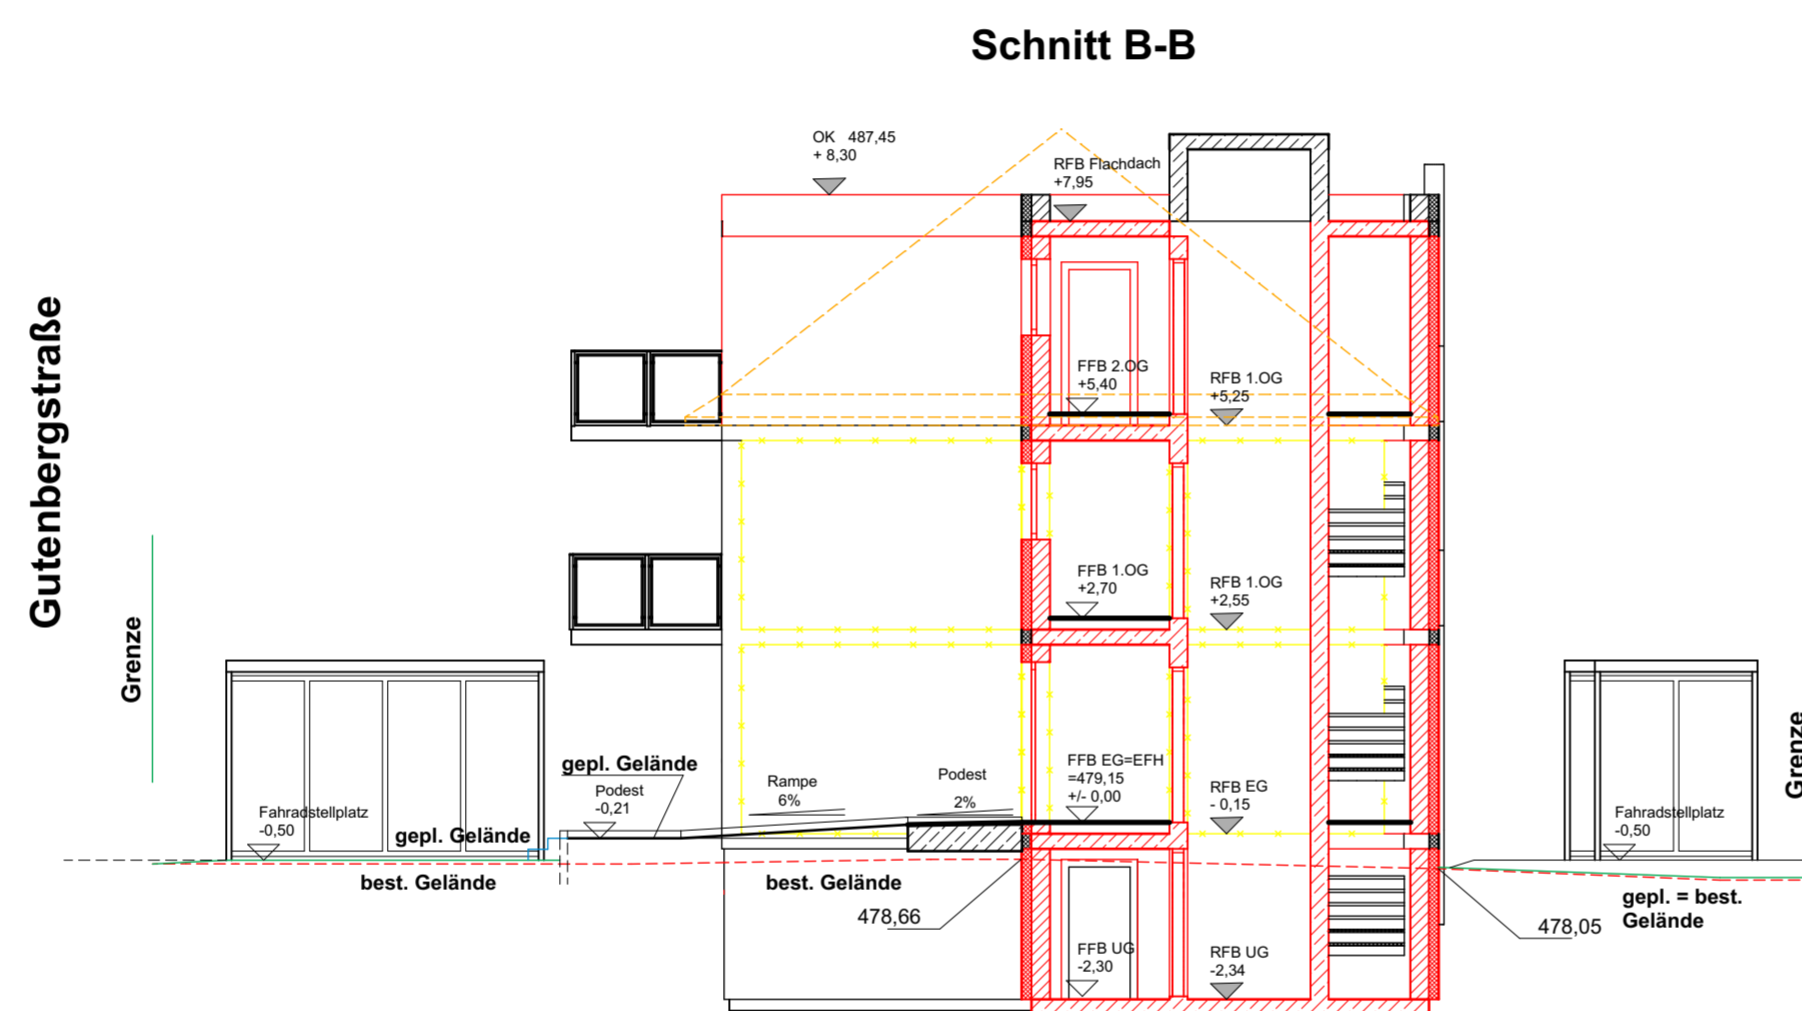 Schnitt B-B
OK 487,45
+ 8,30
RFB Flachdach
+7,95
Gutenbergstraße
Grenze
FFB 2.OG
+5,40
RFB 1.OG
+5,25
FFB 1.OG
+2,70
RFB 1.OG
+2,55
FFB EG=EFH
=479,15
+/- 0,00
RFB EG
- 0,15
Rampe
6%
Podest
2%
gepl. Gelände
Podest
-0,21
Fahradstellplatz
-0,50
gepl. Gelände
best. Gelände
best. Gelände
478,66
FFB UG
-2,30
RFB UG
-2,34
Grenze
Fahradstellplatz
-0,50
gepl. = best.
Gelände
478,05